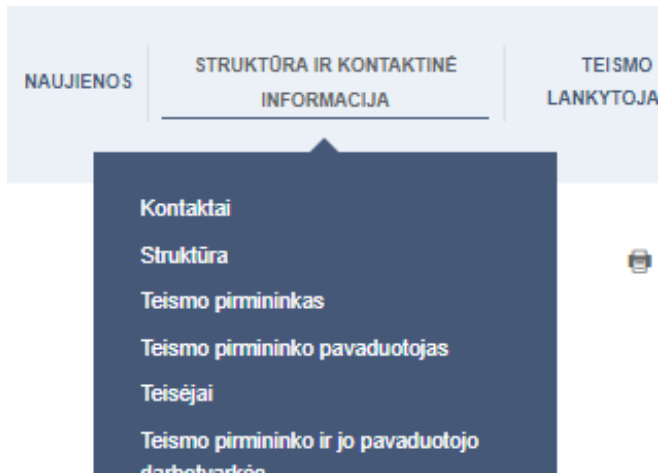 NAUJIENOS
STRUKTŪRA IR KONTAKTINĖ
INFORMACIJA
TEISMO
LANKYTOJA
Kontaktai
Struktūra
Teismo pirmininkas
Teismo pirmininko pavaduotojas
Teisėjai
Teismo pirmininko ir jo pavaduotojo
darbotvarkės